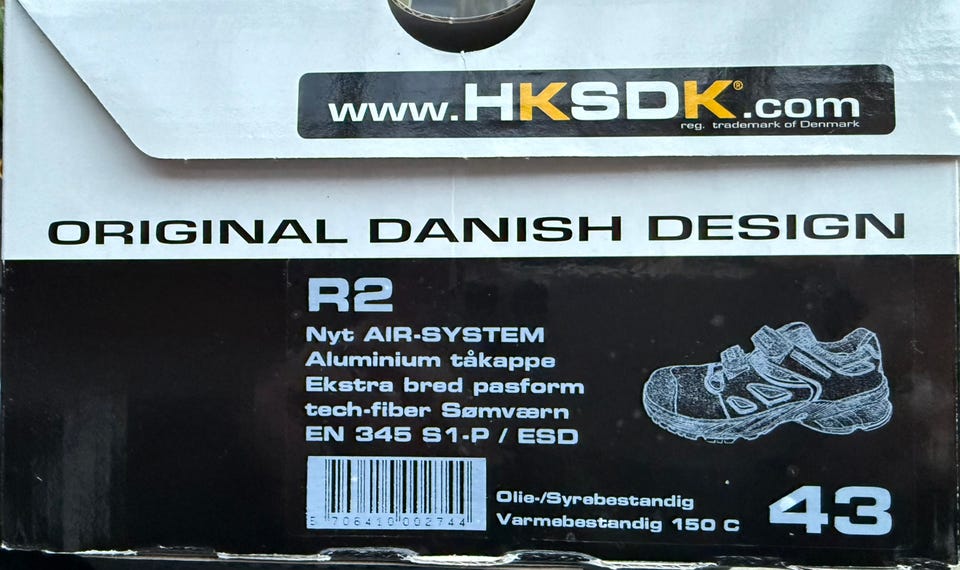 www.HKSDK®.com
reg. trademark of Denmark
ORIGINAL DANISH DESIGN
R2
Nyt AIR-SYSTEM
Aluminium tåkappe
Ekstra bred pasform
tech-fiber Sømværn
EN 345 S1-P / ESD
5 708410 002744
Olie-/Syrebestandig
Varmebestandig 150 C
43